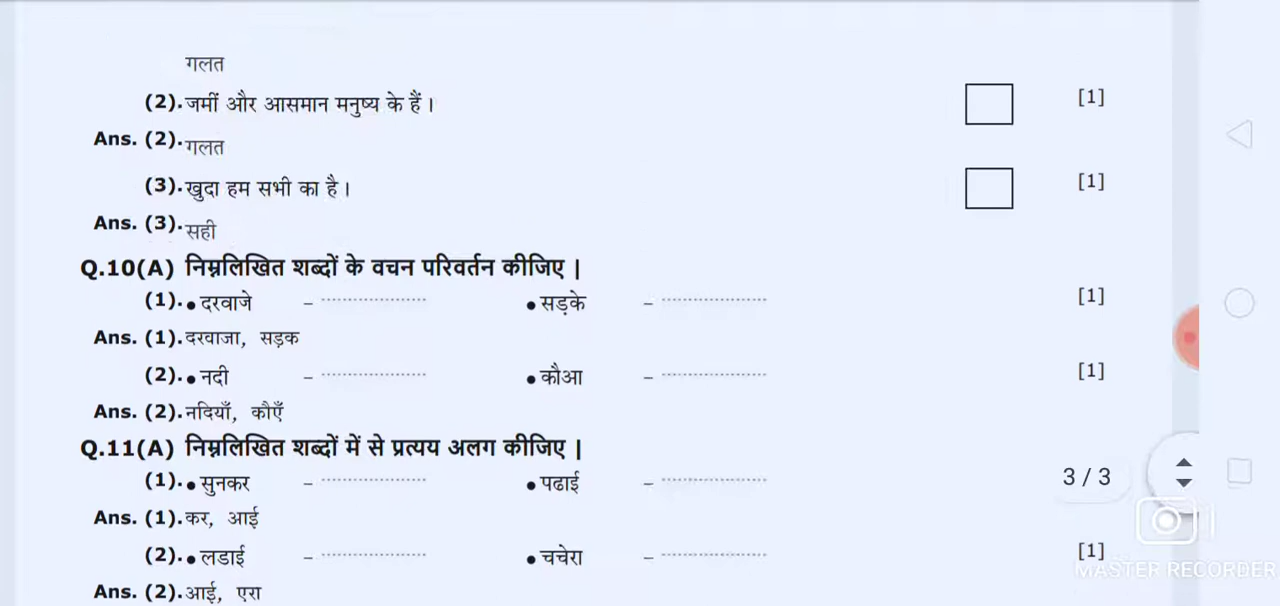 गलत
(2). जमीं और आसमान मनुष्य के हैं । [1]
Ans. (2). गलत
(3). खुदा हम सभी का है । [1]
Ans. (3). सही
Q.10(A) निम्नलिखित शब्दों के वचन परिवर्तन कीजिए |
(1). • दरवाजे – ..................... • सड़के – ..................... [1]
Ans. (1). दरवाजा, सड़क
(2). • नदी – ..................... • कौआ – ..................... [1]
Ans. (2). नदियाँ, कौएँ
Q.11(A) निम्नलिखित शब्दों में से प्रत्यय अलग कीजिए |
(1). • सुनकर – ..................... • पढाई – .....................
3 / 3
Ans. (1). कर, आई
(2). • लडाई – ..................... • चचेरा – ..................... [1]
MASTER RECORDER
Ans. (2). आई, एरा